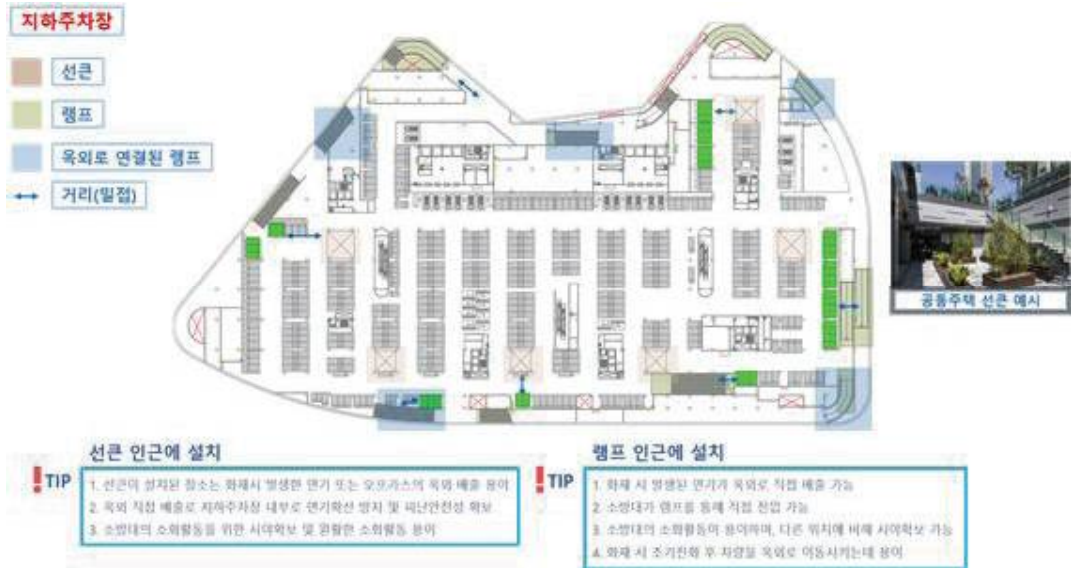 지하주차장
선큰
램프
옥외로 연결된 램프
거리(밀접)
공동주택 선큰 예시
선큰 인근에 설치
TIP
1. 선큰이 설치된 장소는 화재시 발생한 연기 또는 오프가스의 옥외 배출 용이
2. 옥외 직접 배출로 지하주차장 내부로 연기확산 방지 및 피난안전성 확보
3. 소방대의 소화활동을 위한 시야확보 및 원활한 소화활동 용이
램프 인근에 설치
TIP
1. 화재 시 발생된 연기가 옥외로 직접 배출 가능
2. 소방대가 램프를 통해 직접 진입 가능
3. 소방대의 소화활동이 용이하며, 다른 위치에 비해 시야확보 가능
4. 화재 시 조기진화 후 차량을 옥외로 이동시키는데 용이